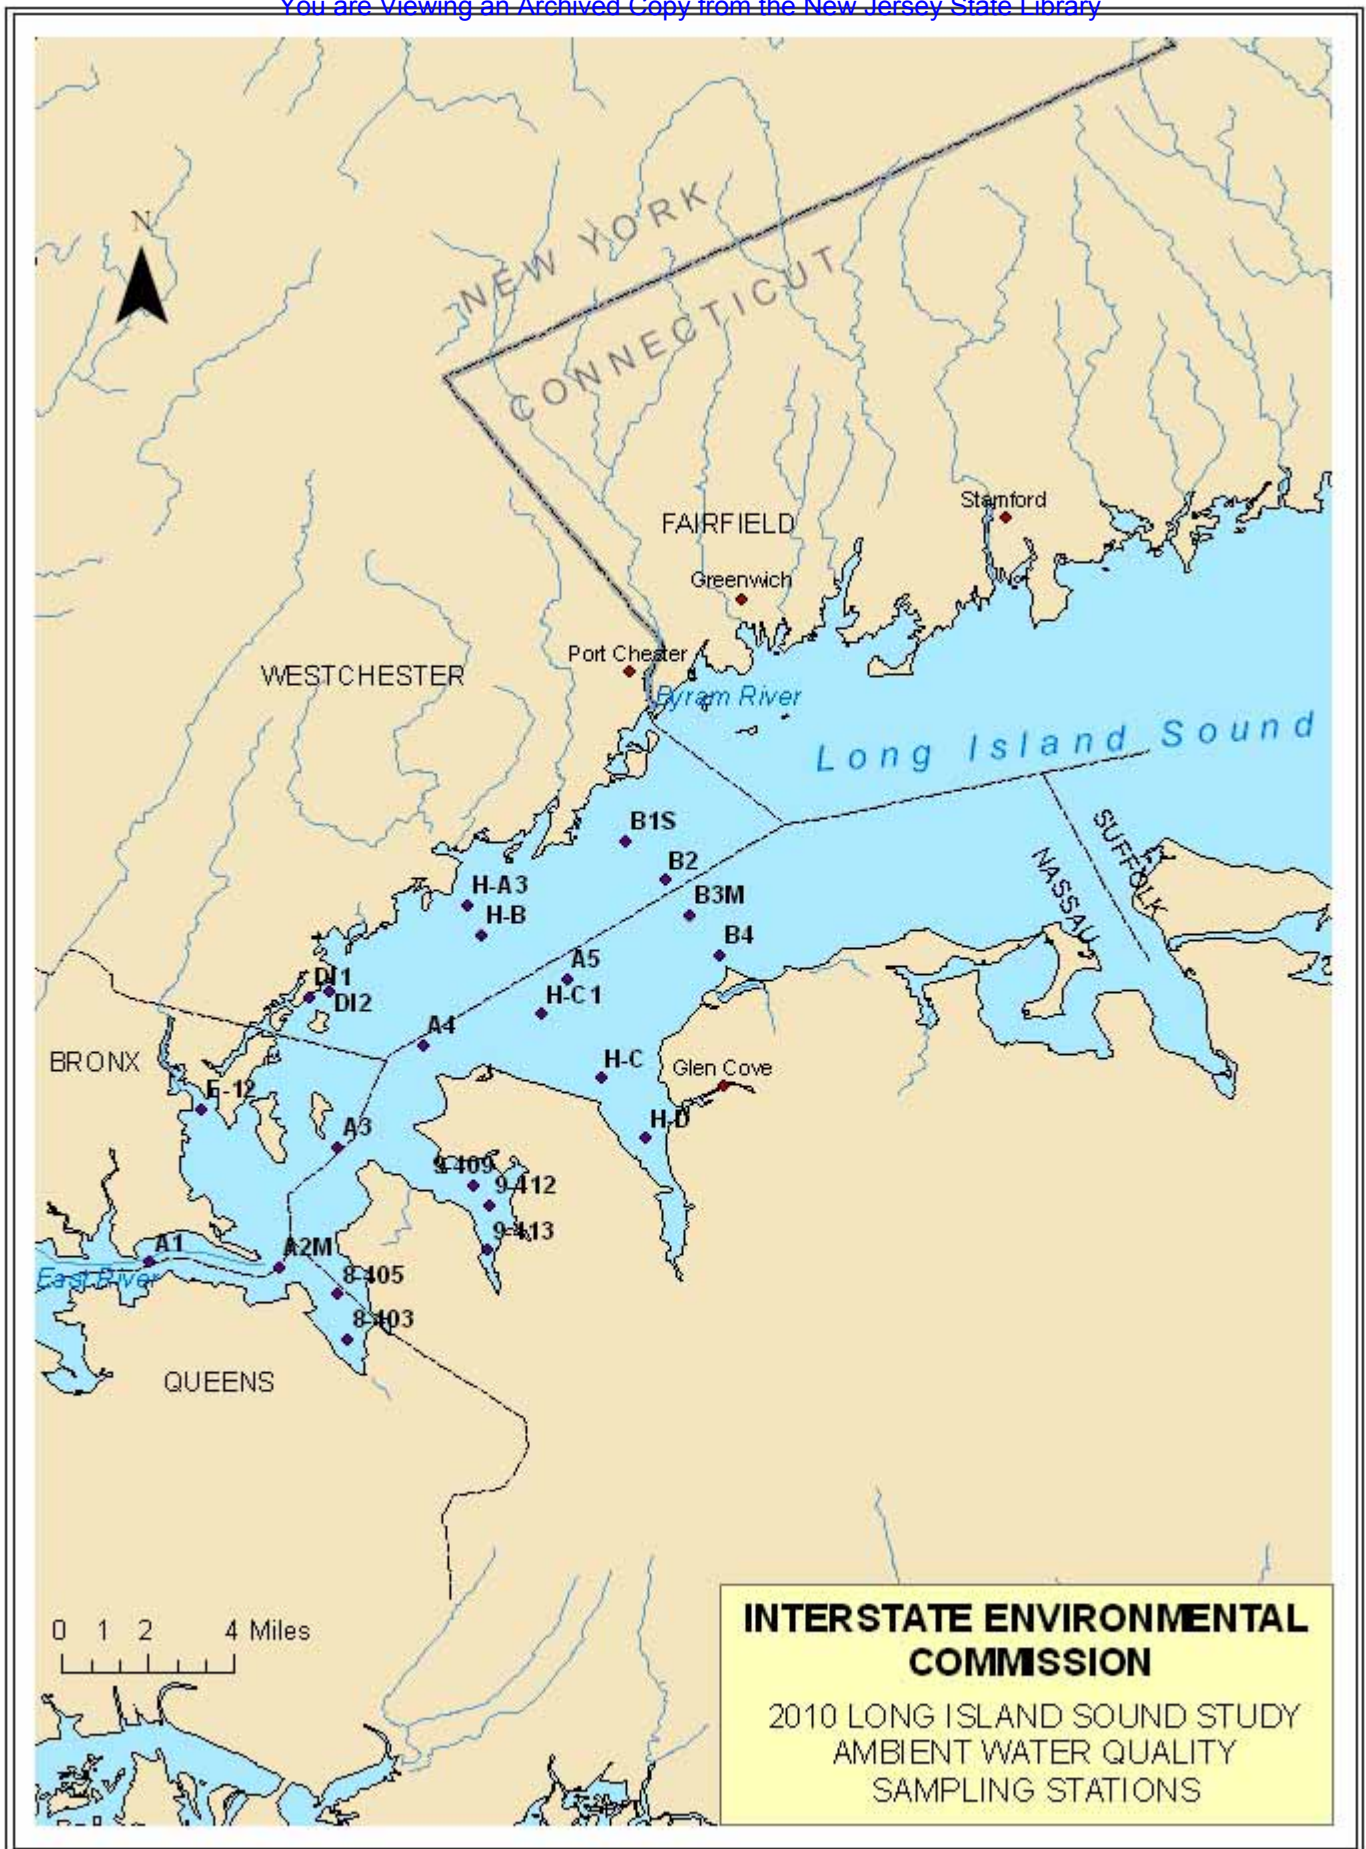 You are Viewing an Archived Copy from the New Jersey State Library
N
NEW YORK
CONNECTICUT
Stamford
FAIRFIELD
Greenwich
Port Chester
WESTCHESTER
Byram River
Long Island Sound
SUFFOLK
NASSAU
B1S
B2
H-A3
B3M
H-B
B4
A5
DI1
DI2
H-C1
A4
BRONX
H-C
Glen Cove
E-12
H-D
A3
9-409
9-412
9-413
A1
A2M
East River
8-405
8-403
QUEENS
0 1 2 4 Miles
INTERSTATE ENVIRONMENTAL
COMMISSION
2010 LONG ISLAND SOUND STUDY
AMBIENT WATER QUALITY
SAMPLING STATIONS